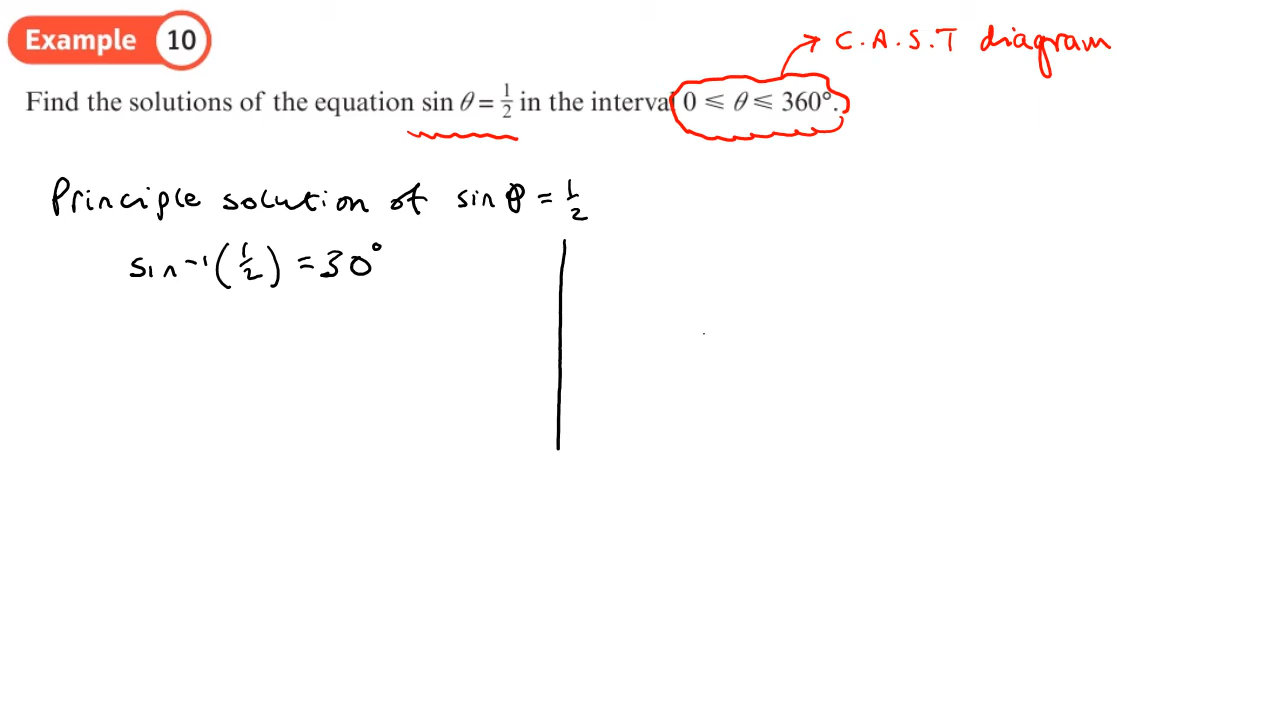 Example 10
C.A.S.T diagram
Find the solutions of the equation sin θ = 1/2 in the interval 0 ⩽ θ ⩽ 360°.
Principle solution of sin θ = 1/2
sin⁻¹(1/2) = 30°